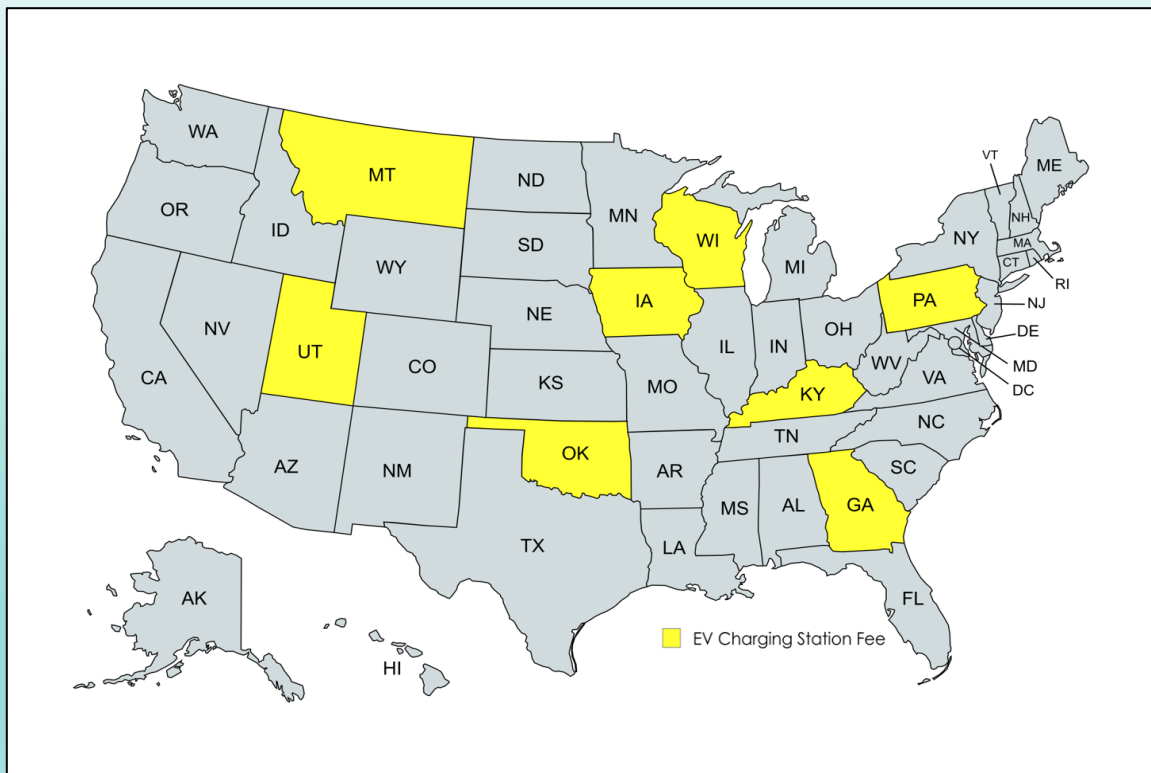 WA
MT
ND
MN
VT
ME
OR
ID
SD
WI
NY
NH
MA
WY
MI
CT
RI
IA
PA
NJ
NE
NV
UT
IL
IN
OH
DE
CO
MD
CA
KS
MO
WV
VA
DC
KY
NC
TN
AZ
NM
OK
AR
SC
MS
AL
GA
TX
LA
AK
FL
EV Charging Station Fee
HI